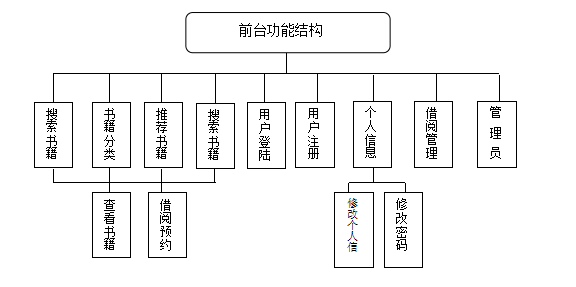 前台功能结构
搜索书籍
书籍分类
推荐书籍
搜索书籍
用户登陆
用户注册
个人信息
借阅管理
管理员
查看书籍
借阅预约
修改个人信
修改密码